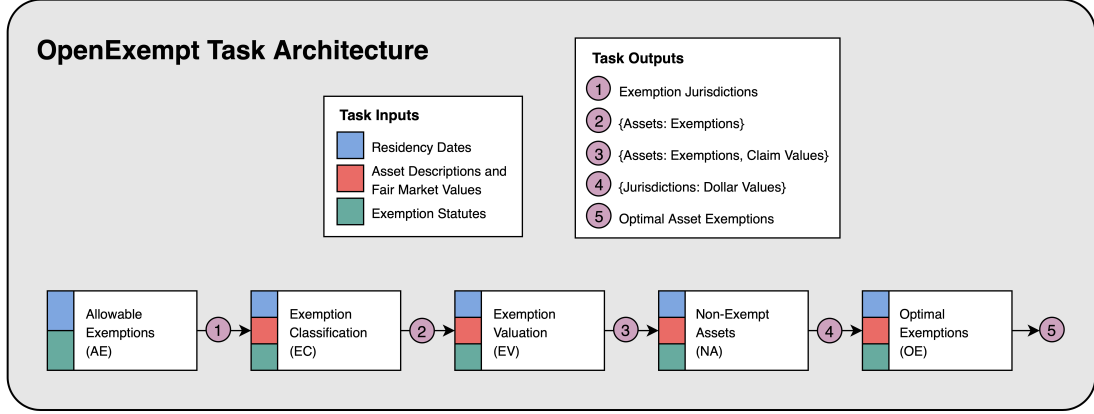 OpenExempt Task Architecture
Task Inputs
Residency Dates
Asset Descriptions and
Fair Market Values
Exemption Statutes
Task Outputs
1 Exemption Jurisdictions
2 {Assets: Exemptions}
3 {Assets: Exemptions, Claim Values}
4 {Jurisdictions: Dollar Values}
5 Optimal Asset Exemptions
Allowable
Exemptions
(AE)
1
Exemption
Classification
(EC)
2
Exemption
Valuation
(EV)
3
Non-Exempt
Assets
(NA)
4
Optimal
Exemptions
(OE)
5